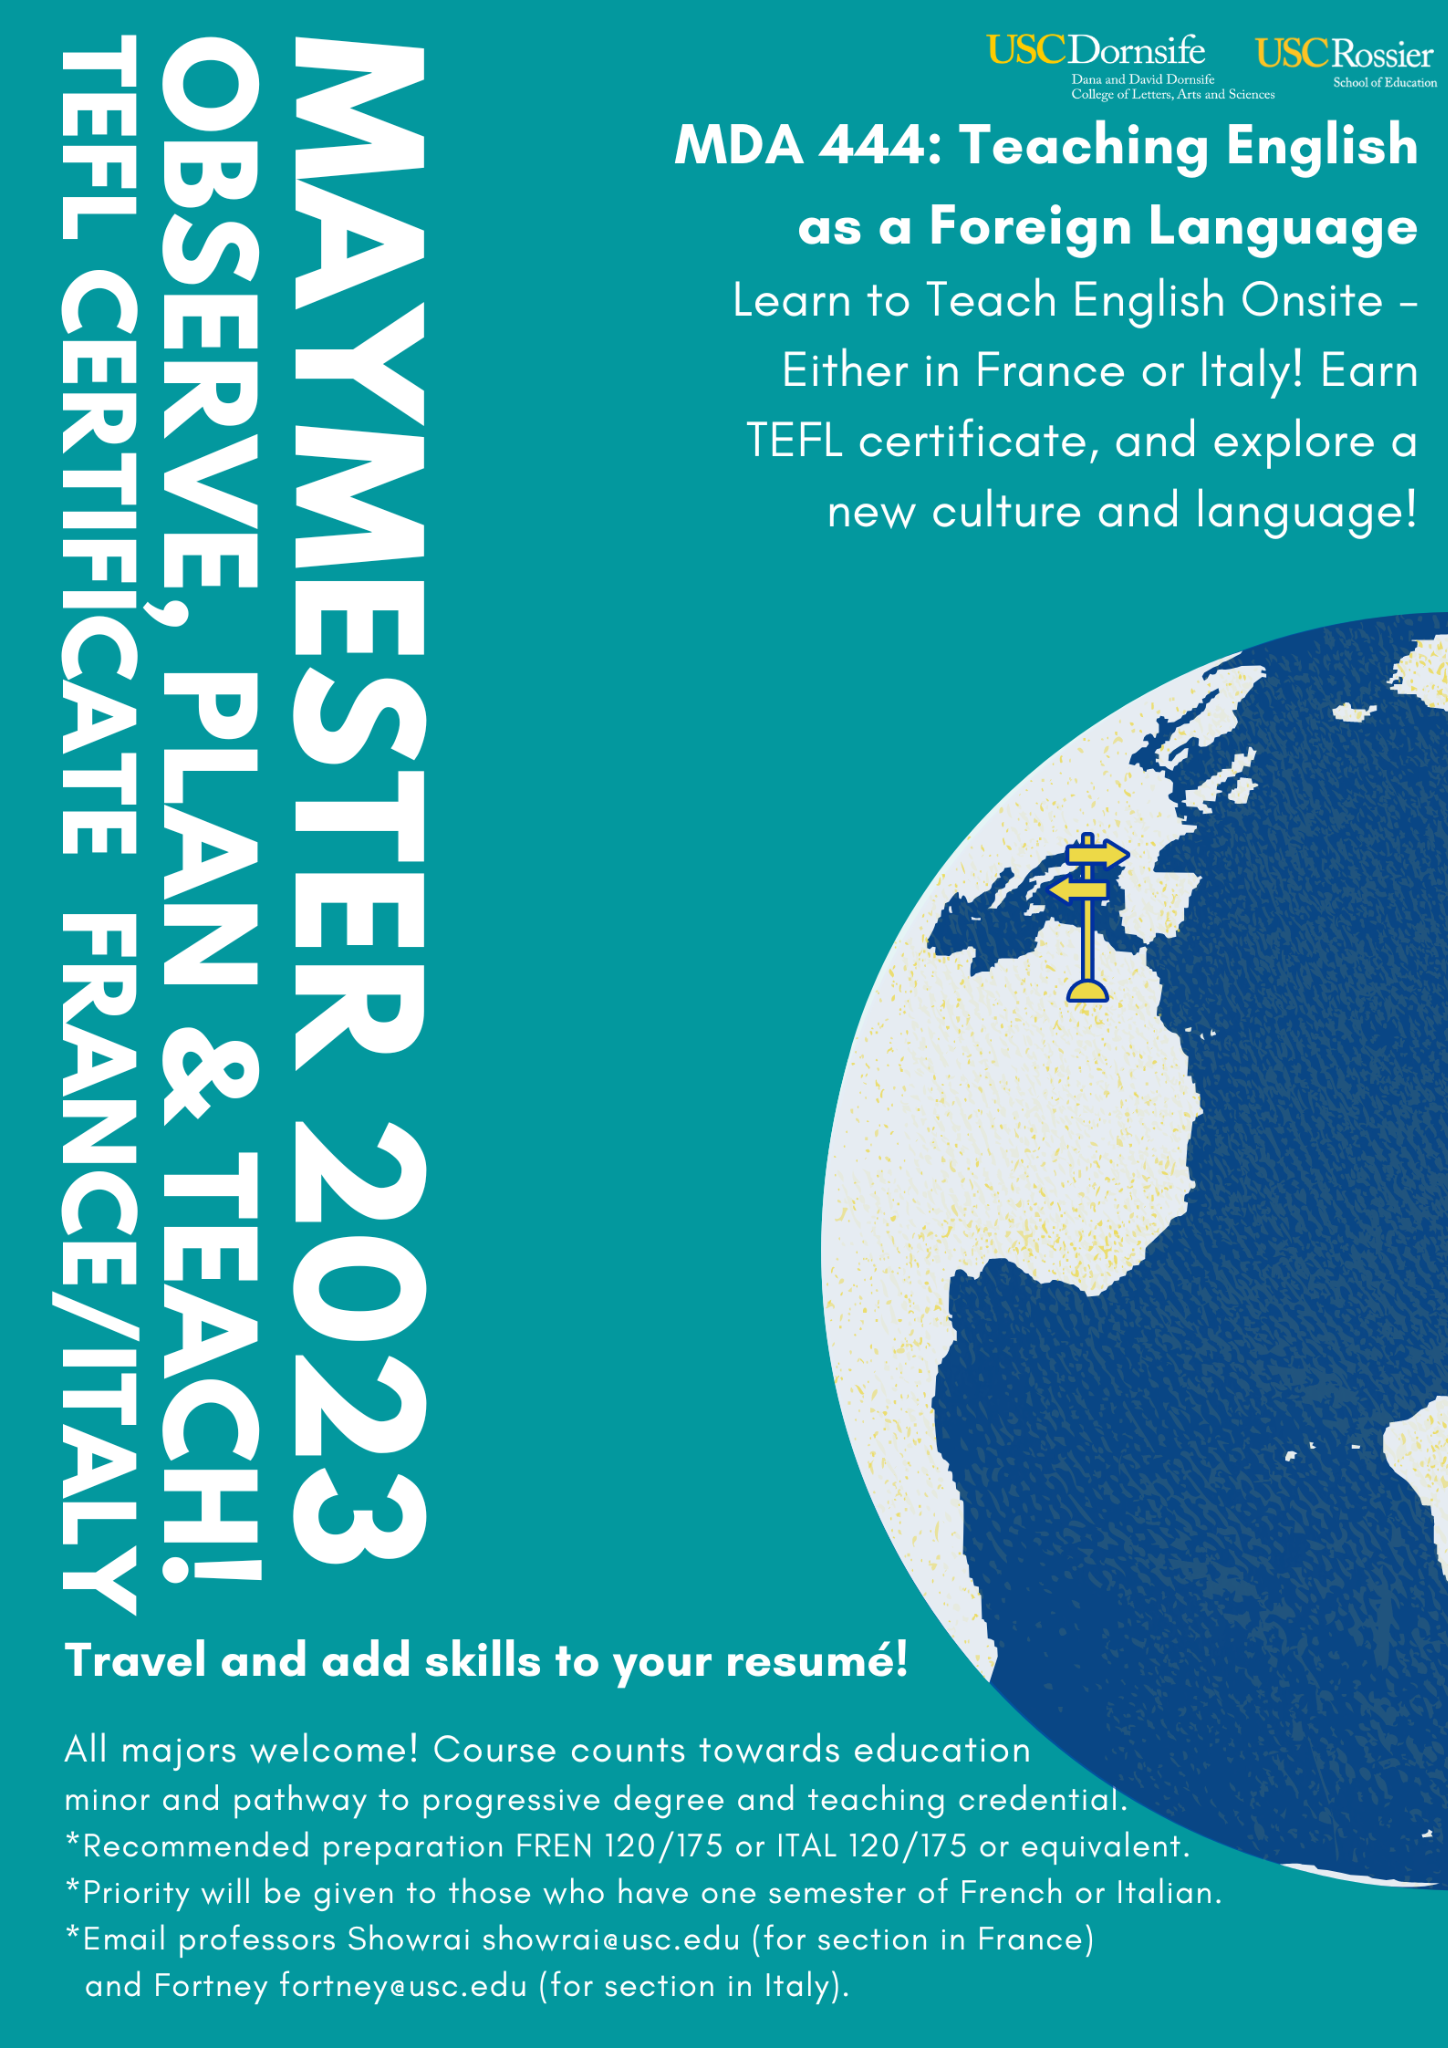 MAYMESTER 2023
OBSERVE, PLAN & TEACH!
TEFL CERTIFICATE FRANCE/ITALY
USCDornsife
Dana and David Dornsife
College of Letters, Arts and Sciences
USCRossier
School of Education
MDA 444: Teaching English
as a Foreign Language
Learn to Teach English Onsite –
Either in France or Italy! Earn
TEFL certificate, and explore a
new culture and language!
Travel and add skills to your resumé!
All majors welcome! Course counts towards education
minor and pathway to progressive degree and teaching credential.
*Recommended preparation FREN 120/175 or ITAL 120/175 or equivalent.
*Priority will be given to those who have one semester of French or Italian.
*Email professors Showrai showrai@usc.edu (for section in France)
and Fortney fortney@usc.edu (for section in Italy).